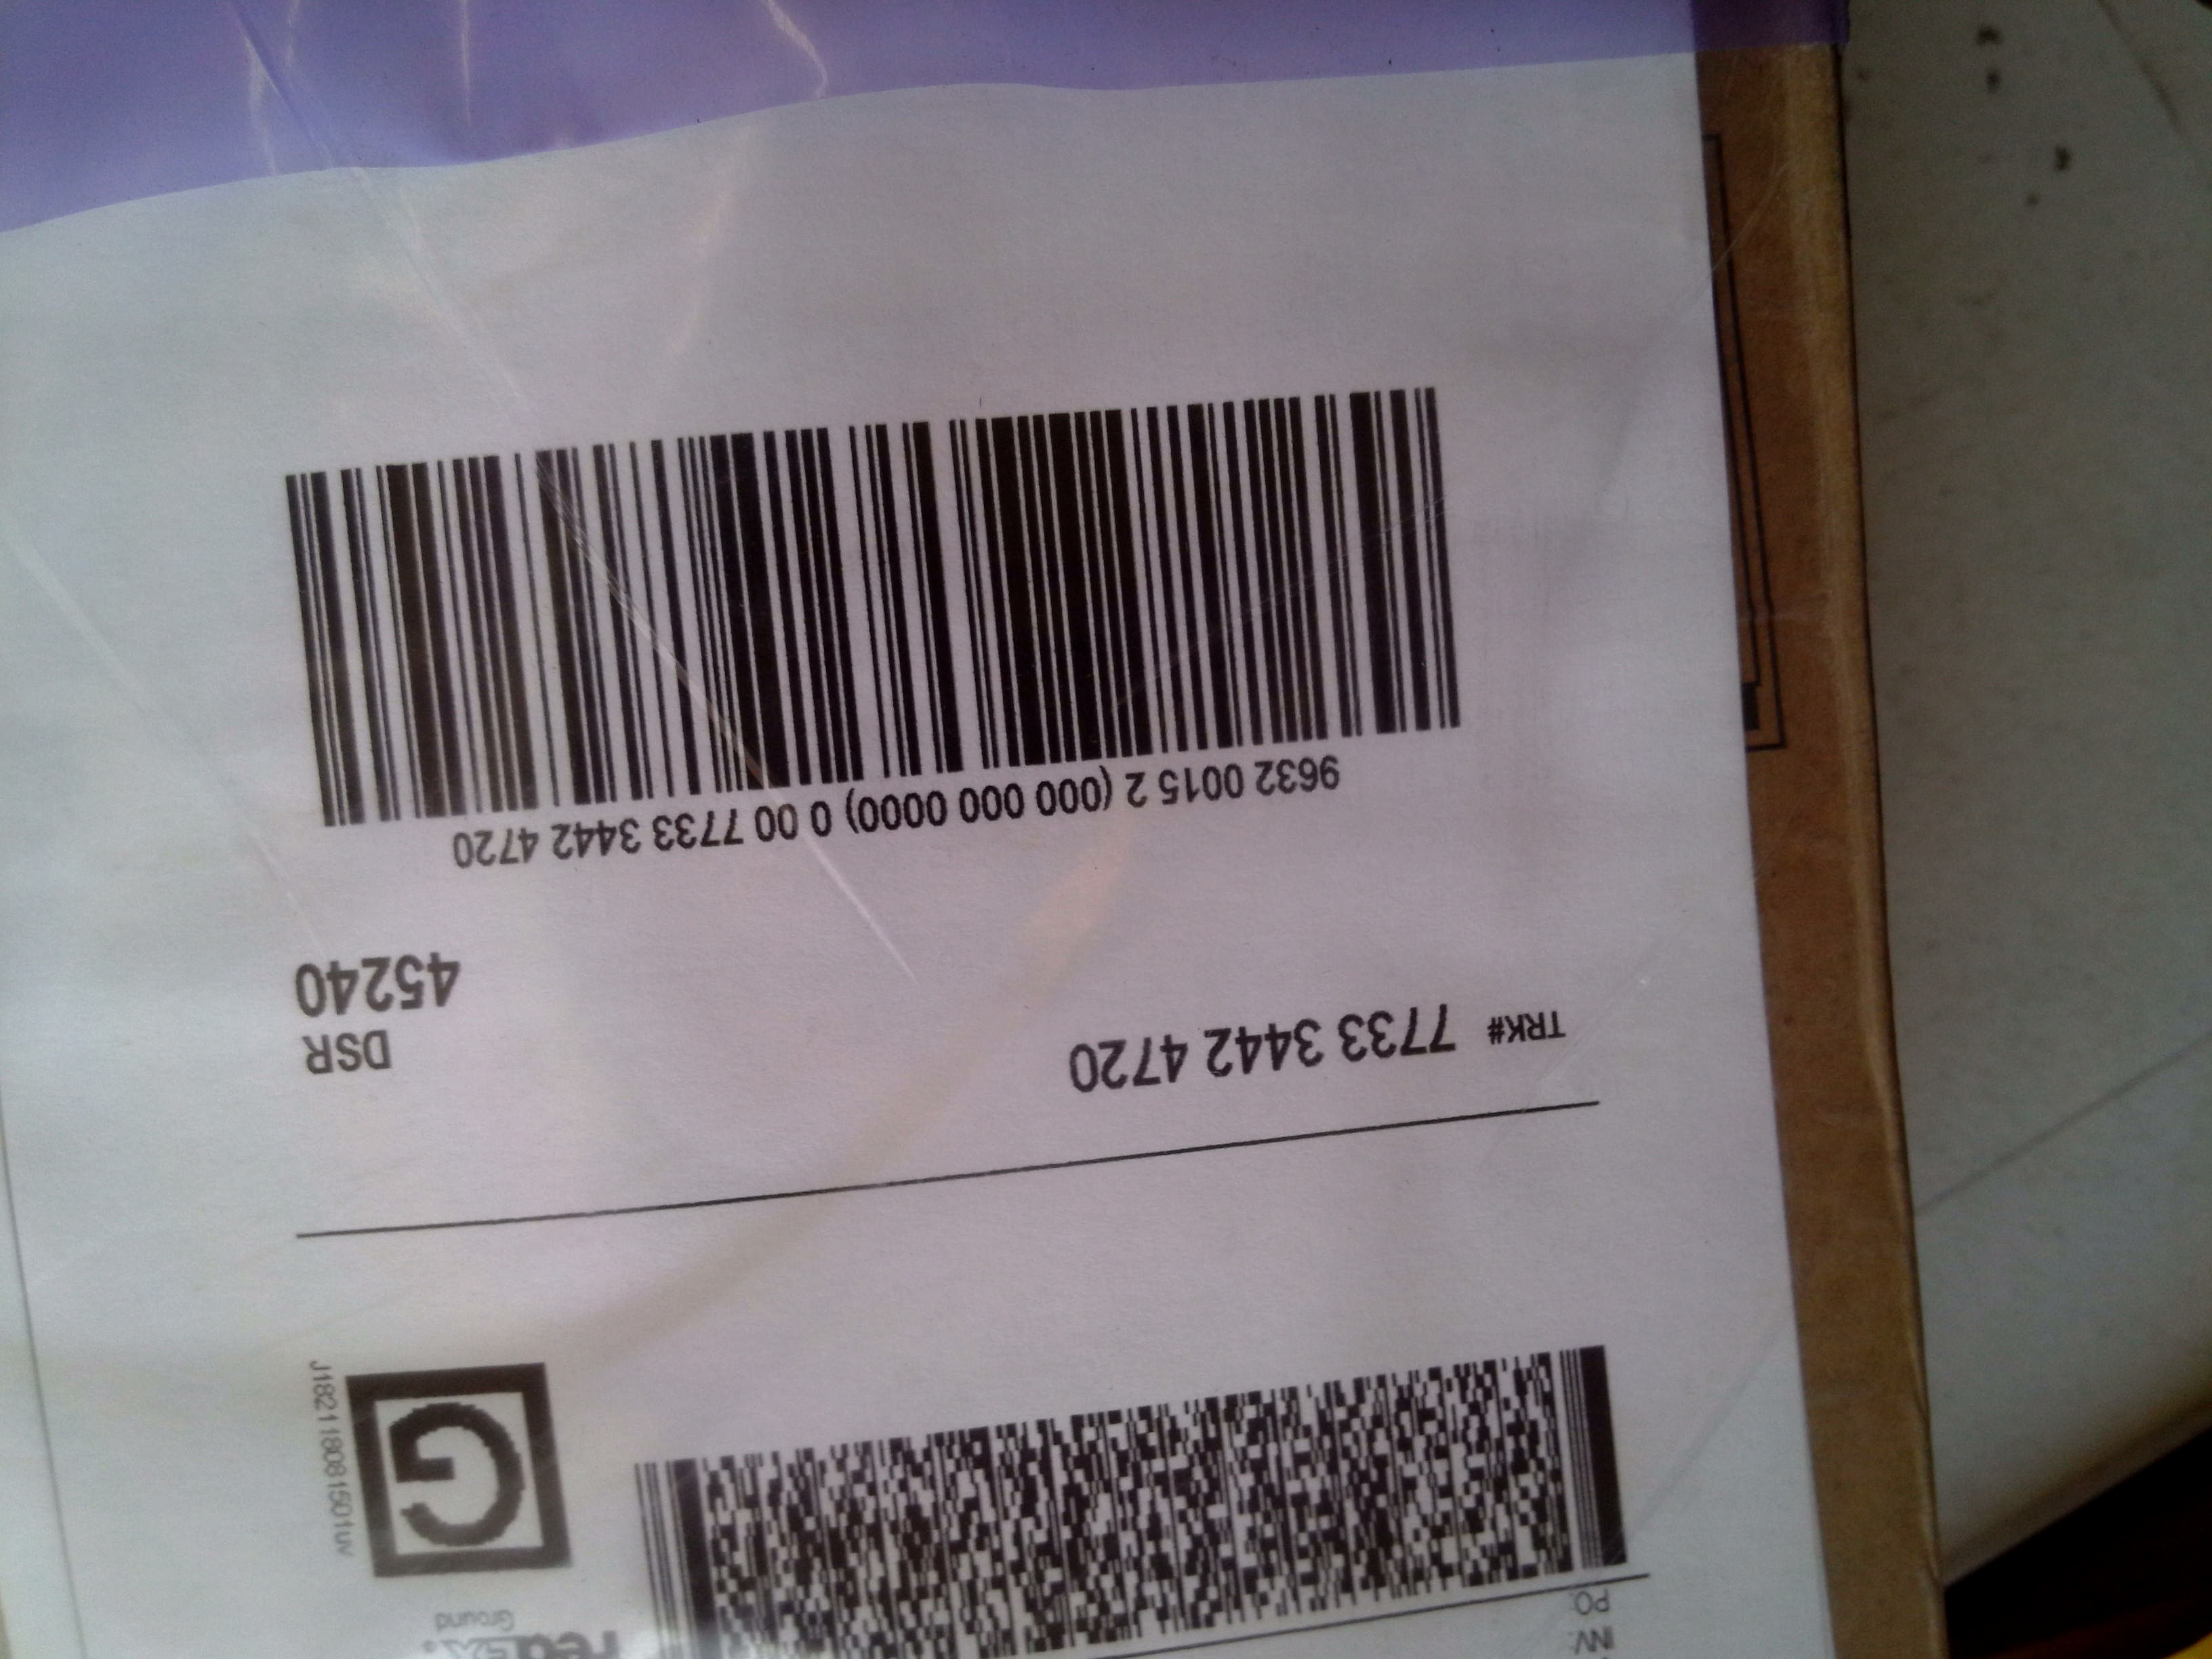 INV:
PO:
FedEx
Ground
J182118081501uv
G
TRK# 7733 3442 4720
DSR
45240
9632 0015 2 (000 000 0000) 0 00 7733 3442 4720